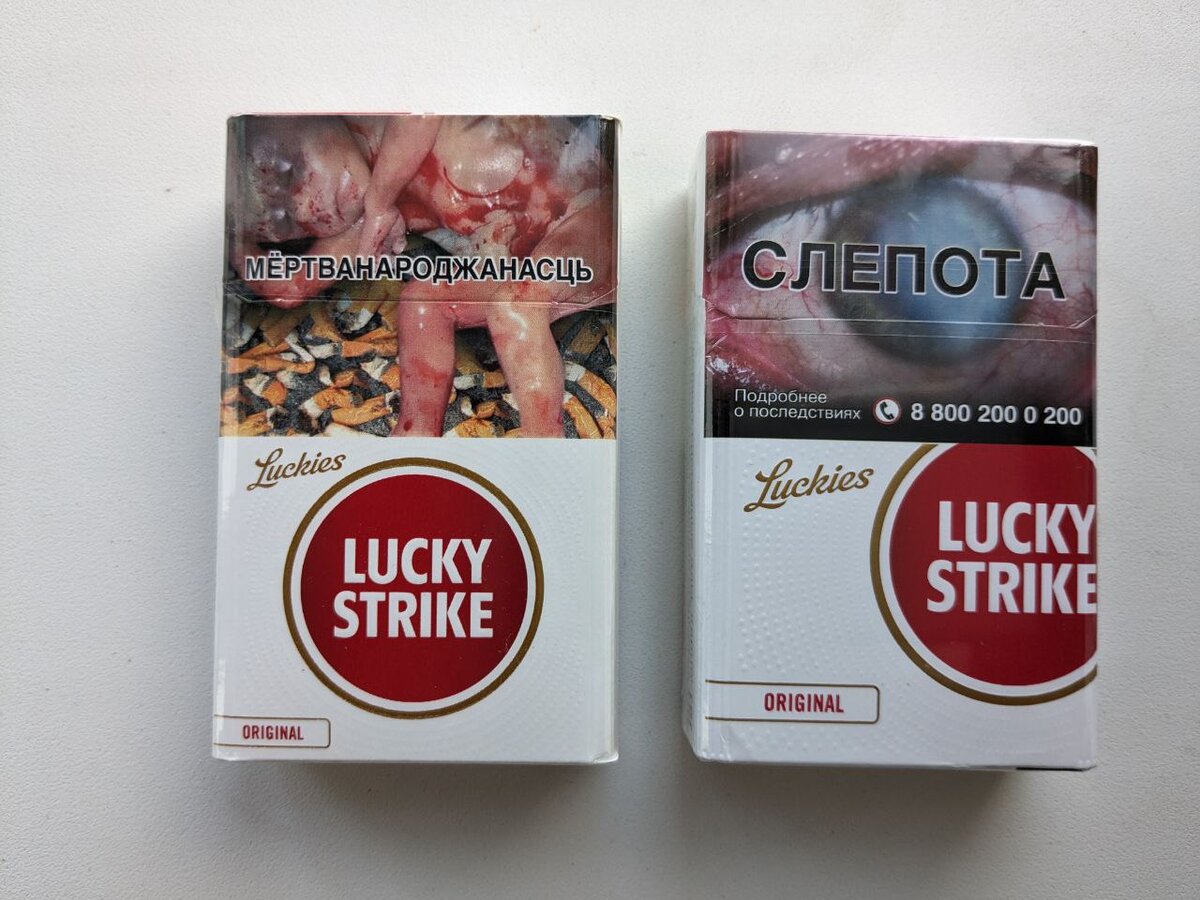 МЁРТВАНАРОДЖАНАСЦЬ
Luckies
LUCKY
STRIKE
ORIGINAL
СЛЕПОТА
Подробнее
о последствиях 8 800 200 0 200
Luckies
LUCKY
STRIKE
ORIGINAL